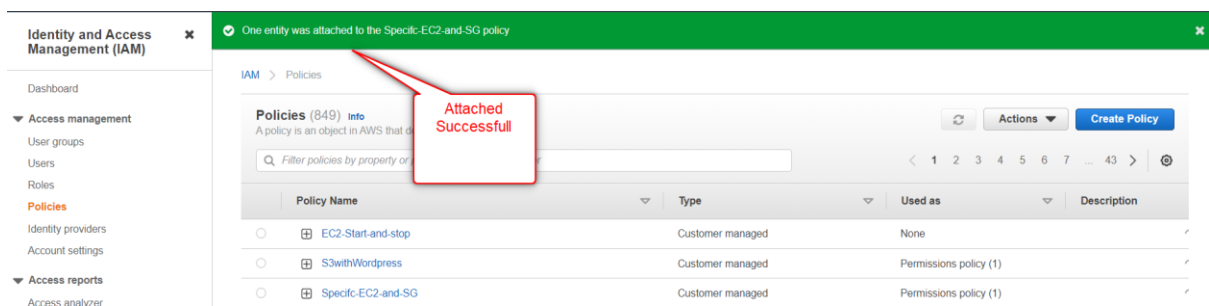 Identity and Access
Management (IAM)
Dashboard
Access management
User groups
Users
Roles
Policies
Identity providers
Account settings
Access reports
Access analyzer
One entity was attached to the Specifc-EC2-and-SG policy
IAM > Policies
Policies (849) Info
A policy is an object in AWS that
Attached
Successfull
Actions
Create Policy
Filter policies by property or
< 1 2 3 4 5 6 7 ... 43 >
Policy Name Type Used as Description
EC2-Start-and-stop Customer managed None
S3withWordpress Customer managed Permissions policy (1)
Specifc-EC2-and-SG Customer managed Permissions policy (1)